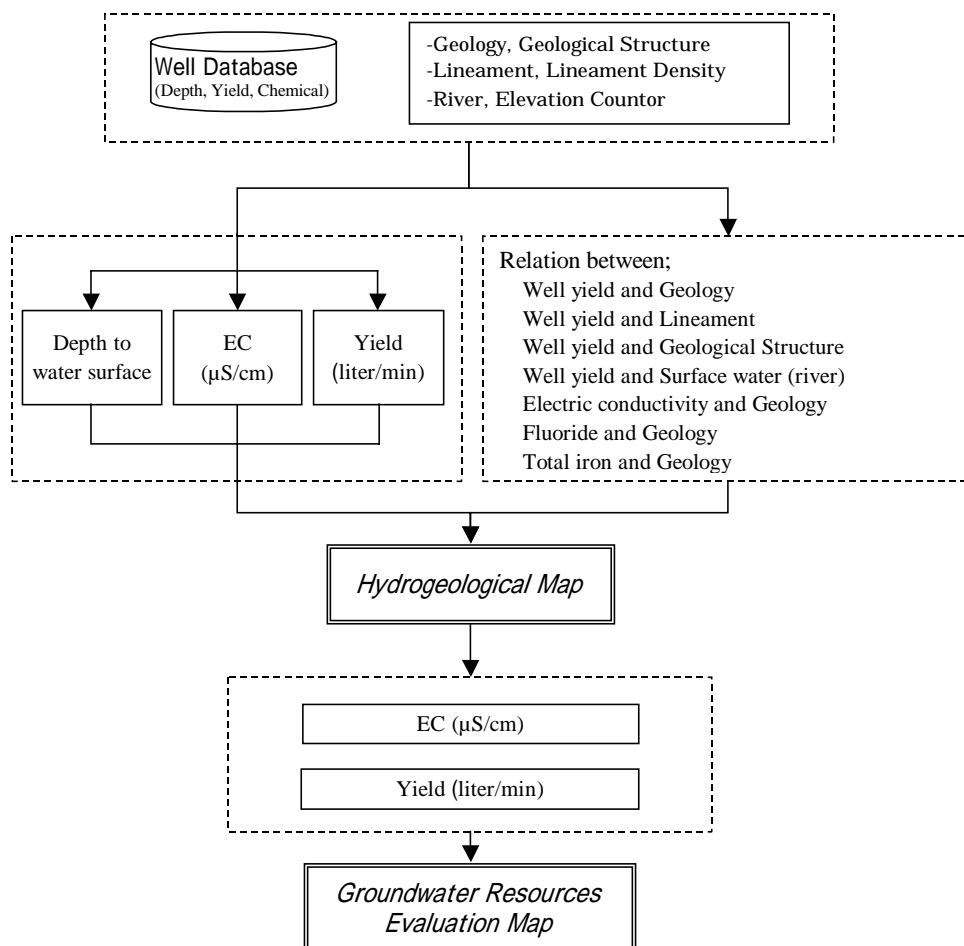 Well Database
(Depth, Yield, Chemical)
-Geology, Geological Structure
-Lineament, Lineament Density
-River, Elevation Countor
Depth to
water surface
EC
(µS/cm)
Yield
(liter/min)
Relation between;
Well yield and Geology
Well yield and Lineament
Well yield and Geological Structure
Well yield and Surface water (river)
Electric conductivity and Geology
Fluoride and Geology
Total iron and Geology
Hydrogeological Map
EC (µS/cm)
Yield (liter/min)
Groundwater Resources
Evaluation Map